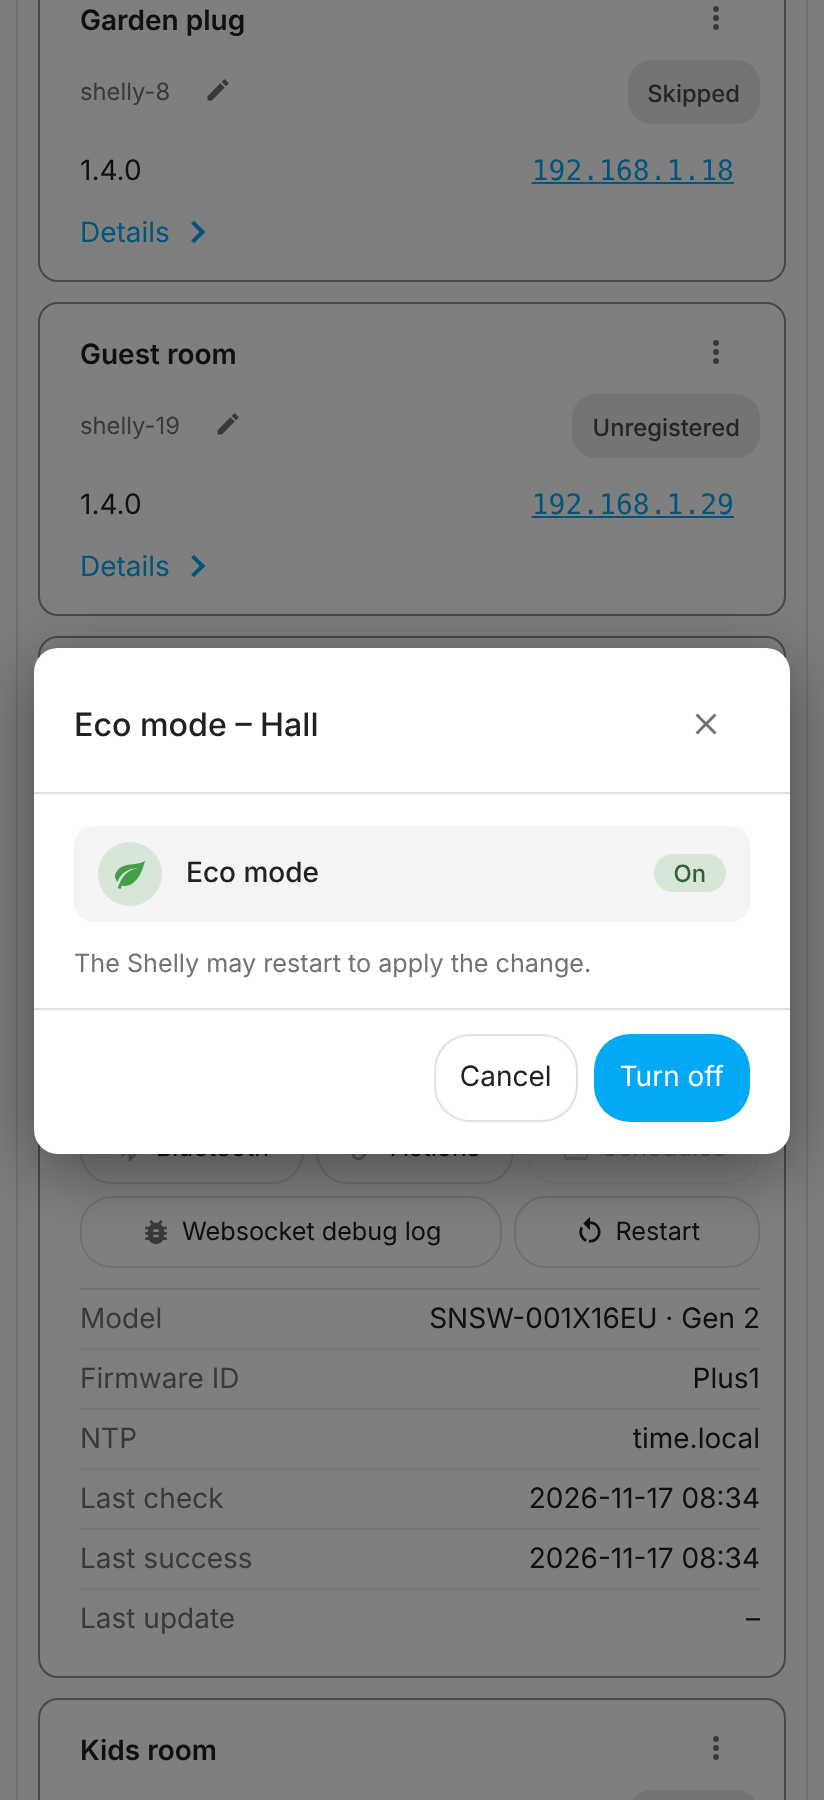 Garden plug
shelly-8
Skipped
1.4.0
192.168.1.18
Details
Guest room
shelly-19
Unregistered
1.4.0
192.168.1.29
Details
Eco mode – Hall
Eco mode
On
The Shelly may restart to apply the change.
Cancel
Turn off
Bluetooth
Actions
Schedules
Websocket debug log
Restart
Model
SNSW-001X16EU · Gen 2
Firmware ID
Plus1
NTP
time.local
Last check
2026-11-17 08:34
Last success
2026-11-17 08:34
Last update
–
Kids room